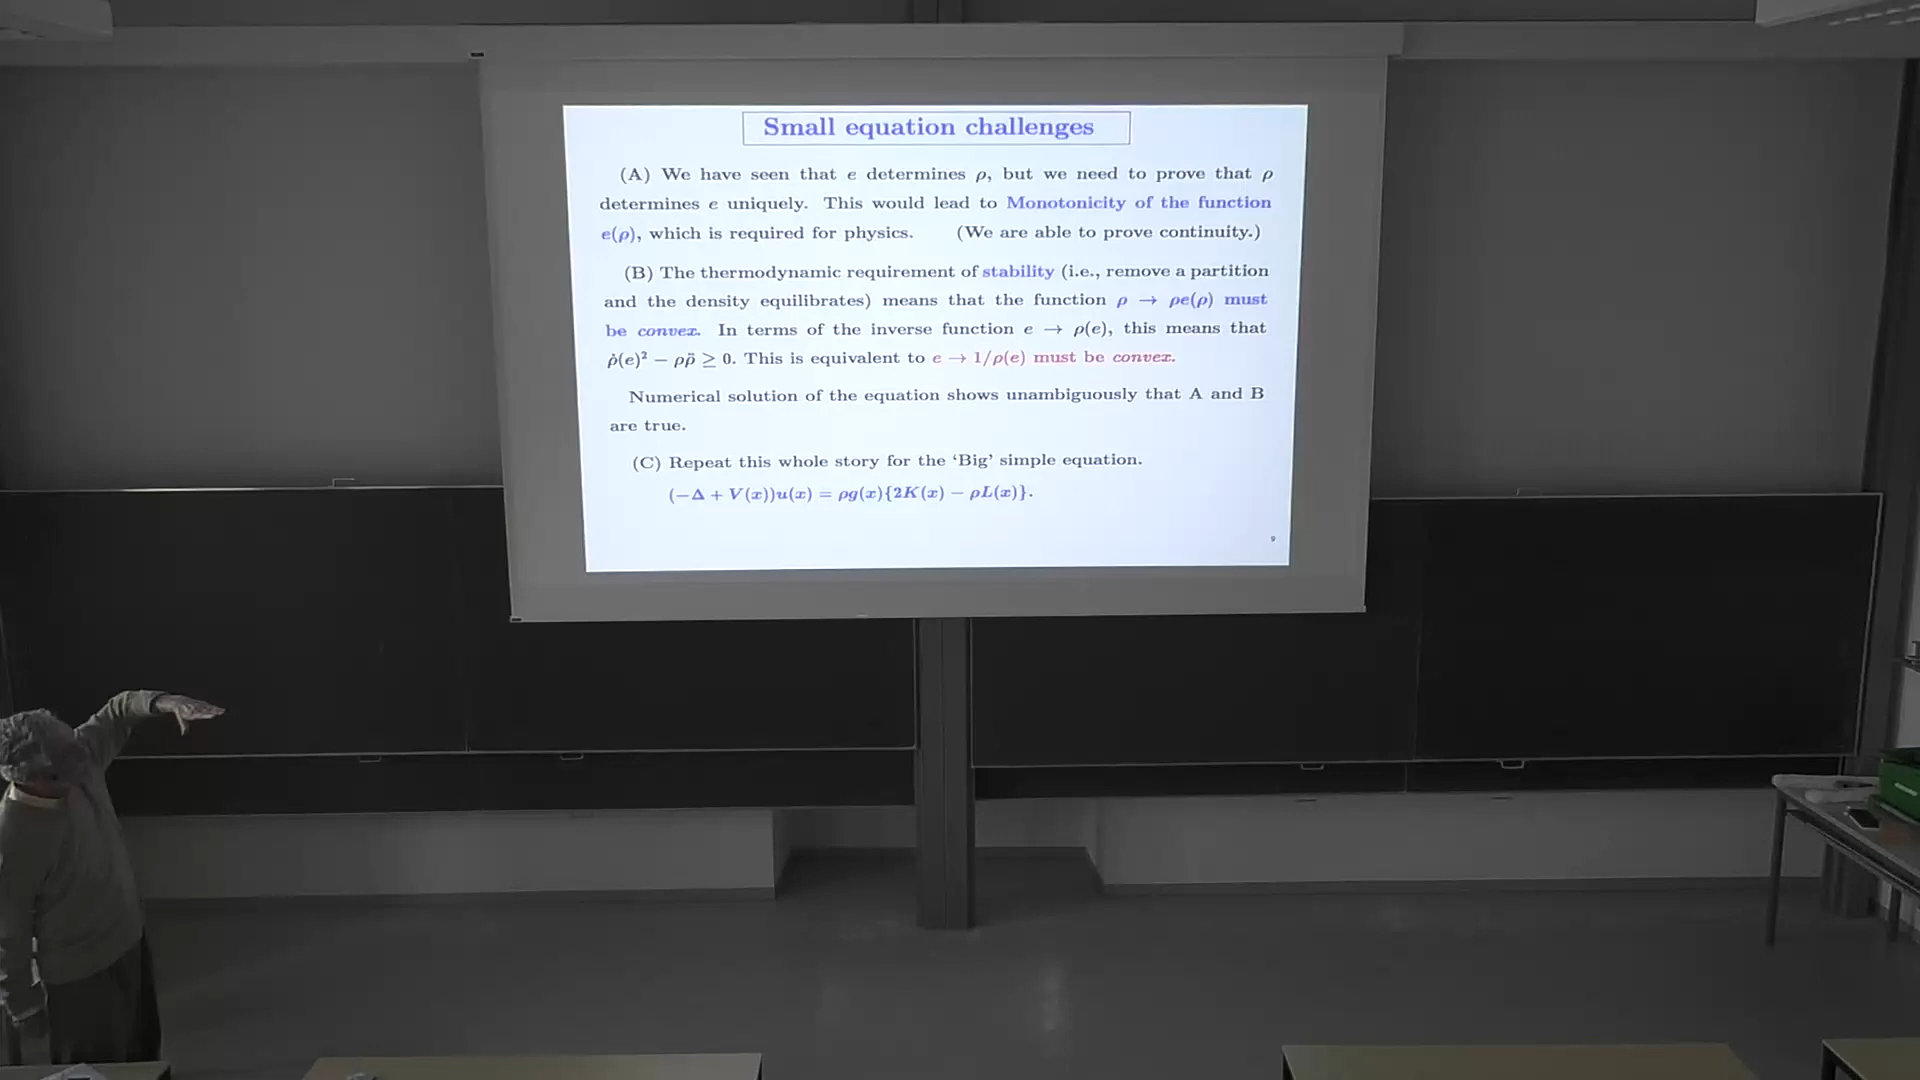 Small equation challenges
(A) We have seen that e determines ρ, but we need to prove that ρ
determines e uniquely. This would lead to Monotonicity of the function
e(ρ), which is required for physics. (We are able to prove continuity.)
(B) The thermodynamic requirement of stability (i.e., remove a partition
and the density equilibrates) means that the function ρ → ρe(ρ) must
be convex. In terms of the inverse function e → ρ(e), this means that
ρ̇(e)² − ρρ̈ ≥ 0. This is equivalent to e → 1/ρ(e) must be convex.
Numerical solution of the equation shows unambiguously that A and B
are true.
(C) Repeat this whole story for the ‘Big’ simple equation.
(−Δ + V(x))u(x) = ρg(x){2K(x) − ρL(x)}.
9